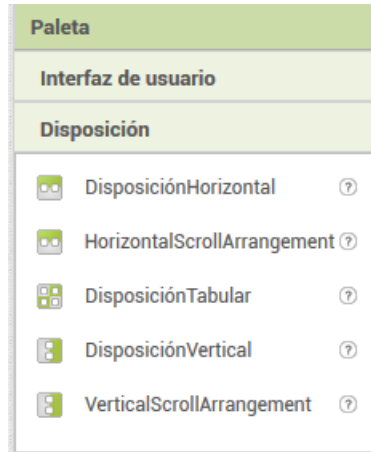 Paleta
Interfaz de usuario
Disposición
DisposiciónHorizontal ?
HorizontalScrollArrangement ?
DisposiciónTabular ?
DisposiciónVertical ?
VerticalScrollArrangement ?